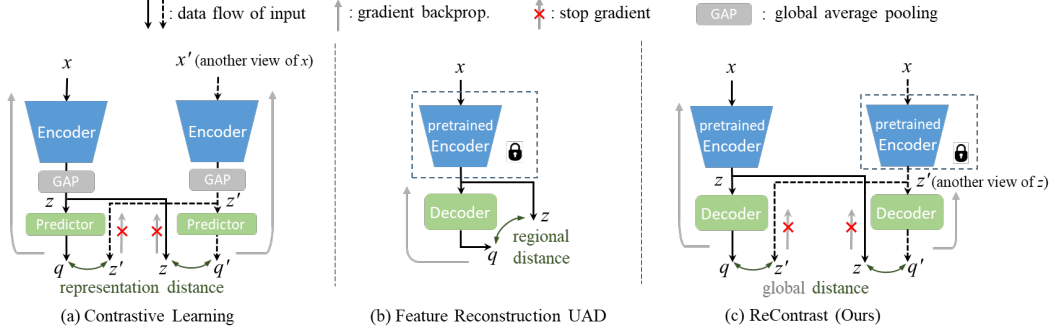 : data flow of input
: gradient backprop.
: stop gradient
GAP : global average pooling
x
x′ (another view of x)
Encoder
Encoder
GAP
GAP
z
z′
Predictor
Predictor
q
z′
z
q′
representation distance
(a) Contrastive Learning
x
pretrained
Encoder
Decoder
z
q
regional
distance
(b) Feature Reconstruction UAD
x
x
pretrained
Encoder
pretrained
Encoder
z
z′ (another view of z)
Decoder
Decoder
q
z′
z
q′
global distance
(c) ReContrast (Ours)